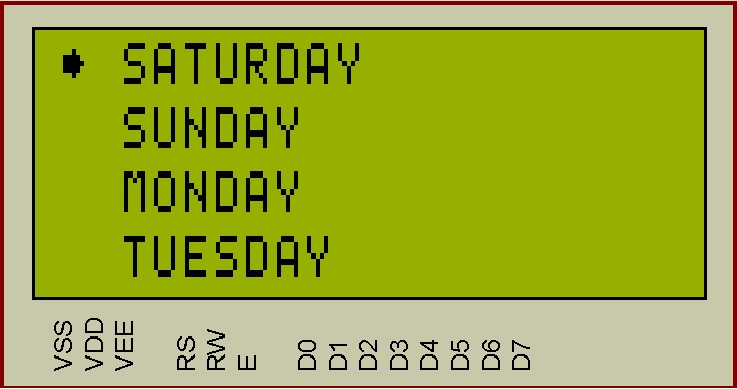 SATURDAY
SUNDAY
MONDAY
TUESDAY
VSS VDD VEE RS RW E D0 D1 D2 D3 D4 D5 D6 D7